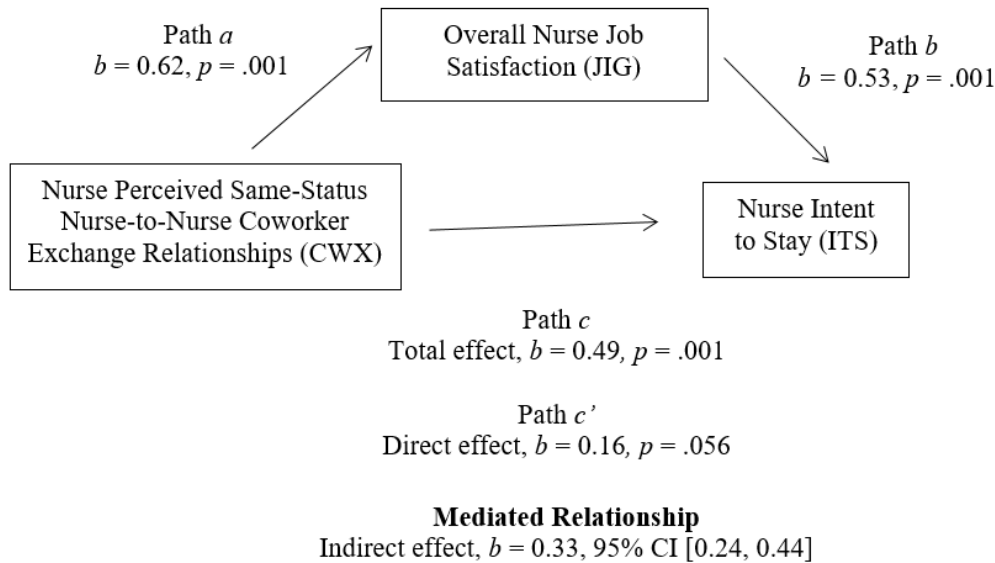 Path a
b = 0.62, p = .001
Overall Nurse Job
Satisfaction (JIG)
Path b
b = 0.53, p = .001
Nurse Perceived Same-Status
Nurse-to-Nurse Coworker
Exchange Relationships (CWX)
Nurse Intent
to Stay (ITS)
Path c
Total effect, b = 0.49, p = .001
Path c’
Direct effect, b = 0.16, p = .056
Mediated Relationship
Indirect effect, b = 0.33, 95% CI [0.24, 0.44]